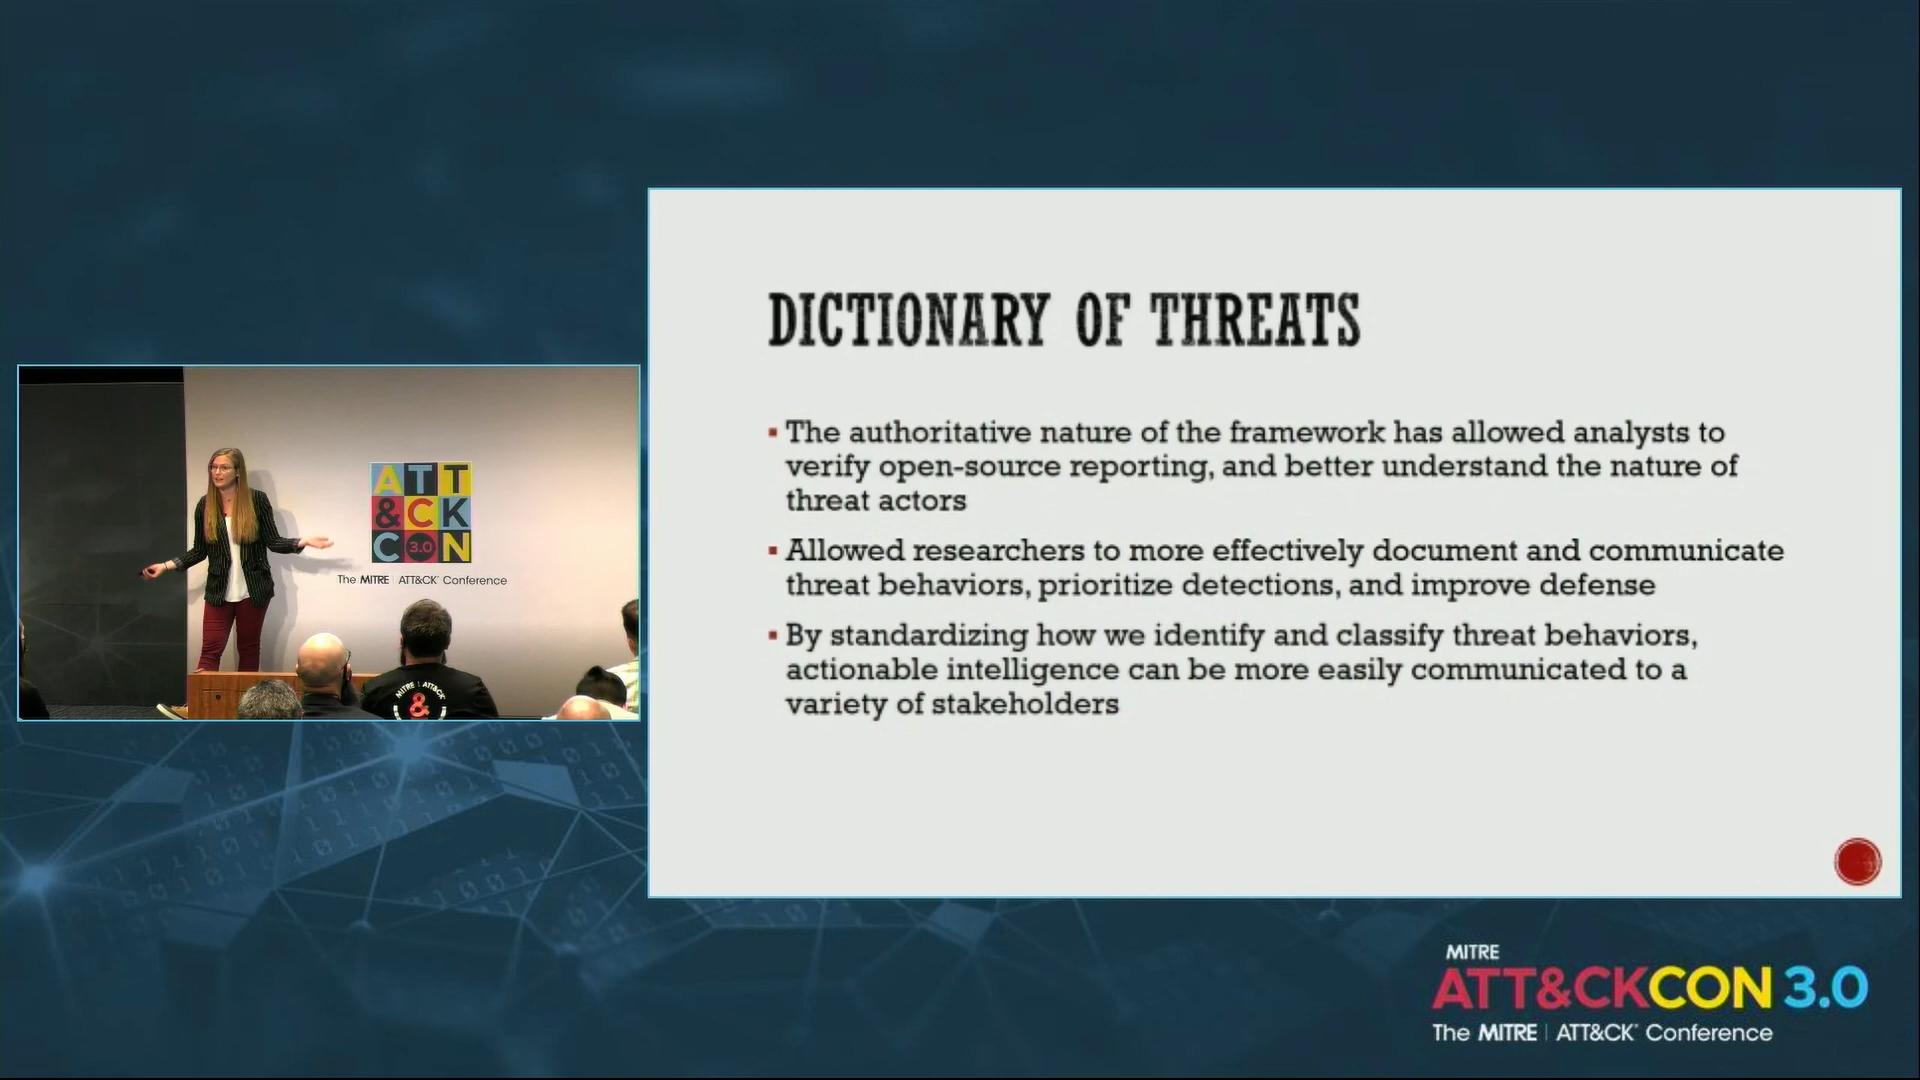 DICTIONARY OF THREATS
▪ The authoritative nature of the framework has allowed analysts to
verify open-source reporting, and better understand the nature of
threat actors
▪ Allowed researchers to more effectively document and communicate
threat behaviors, prioritize detections, and improve defense
▪ By standardizing how we identify and classify threat behaviors,
actionable intelligence can be more easily communicated to a
variety of stakeholders
ATT
&CK
C 3.0 N
The MITRE | ATT&CK® Conference
MITRE | ATT&CK
&
MITRE
ATT&CKCON 3.0
The MITRE | ATT&CK® Conference